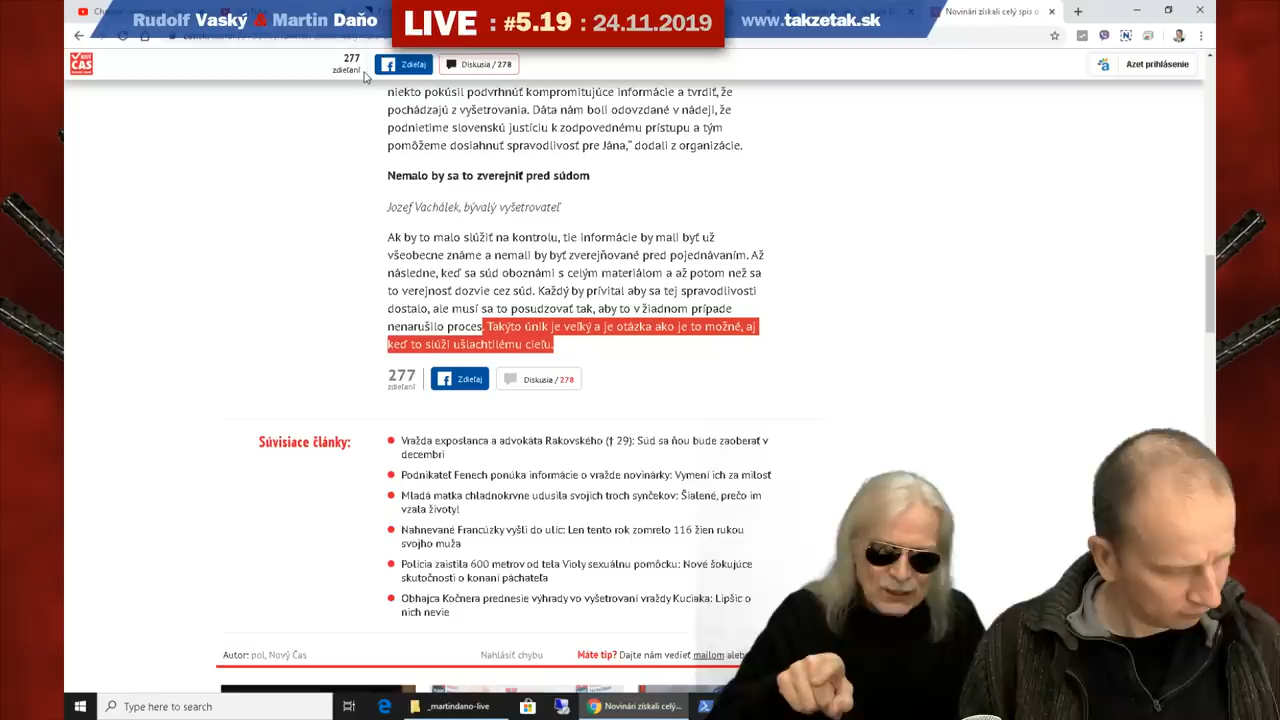 Rudolf Vaský & Martin Daňo
LIVE : #5.19 : 24.11.2019
www.takzetak.sk
Novinári získali celý spis o
ČAS
277
zdieľaní
Zdieľaj
Diskusia / 278
Azet prihlásenie
niekto pokúsil podvrhnúť kompromitujúce informácie a tvrdiť, že
pochádzajú z vyšetrovania. Dáta nám boli odovzdané v nádeji, že
podnietime slovenskú justíciu k zodpovednému prístupu a tým
pomôžeme dosiahnuť spravodlivosť pre Jána,“ dodali z organizácie.
Nemalo by sa to zverejniť pred súdom
Jozef Vachálek, bývalý vyšetrovateľ
Ak by to malo slúžiť na kontrolu, tie informácie by mali byť už
všeobecne známe a nemali by byť zverejňované pred pojednávaním. Až
následne, keď sa súd oboznámi s celým materiálom a až potom než sa
to verejnosť dozvie cez súd. Každý by privítal aby sa tej spravodlivosti
dostalo, ale musí sa to posudzovať tak, aby to v žiadnom prípade
nenarušilo proces. Takýto únik je veľký a je otázka ako je to možné, aj
keď to slúži ušľachtilému cieľu.
277
zdieľaní
Zdieľaj
Diskusia / 278
Súvisiace články:
Vražda exposlanca a advokáta Rakovského († 29): Súd sa ňou bude zaoberať v
decembri
Podnikateľ Fenech ponúka informácie o vražde novinárky: Vymení ich za milosť
Mladá matka chladnokrvne udusila svojich troch synčekov: Šialené, prečo im
vzala životy!
Nahnevané Francúzky vyšli do ulíc: Len tento rok zomrelo 116 žien rukou
svojho muža
Polícia zaistila 600 metrov od tela Violy sexuálnu pomôcku: Nové šokujúce
skutočnosti o konaní páchateľa
Obhajca Kočnera prednesie výhrady vo vyšetrovaní vraždy Kuciaka: Lipšic o
nich nevie
Autor: pol, Nový Čas
Nahlásiť chybu
Máte tip? Dajte nám vedieť mailom alebo
Type here to search
_martindano-live
Novinári získali celý...